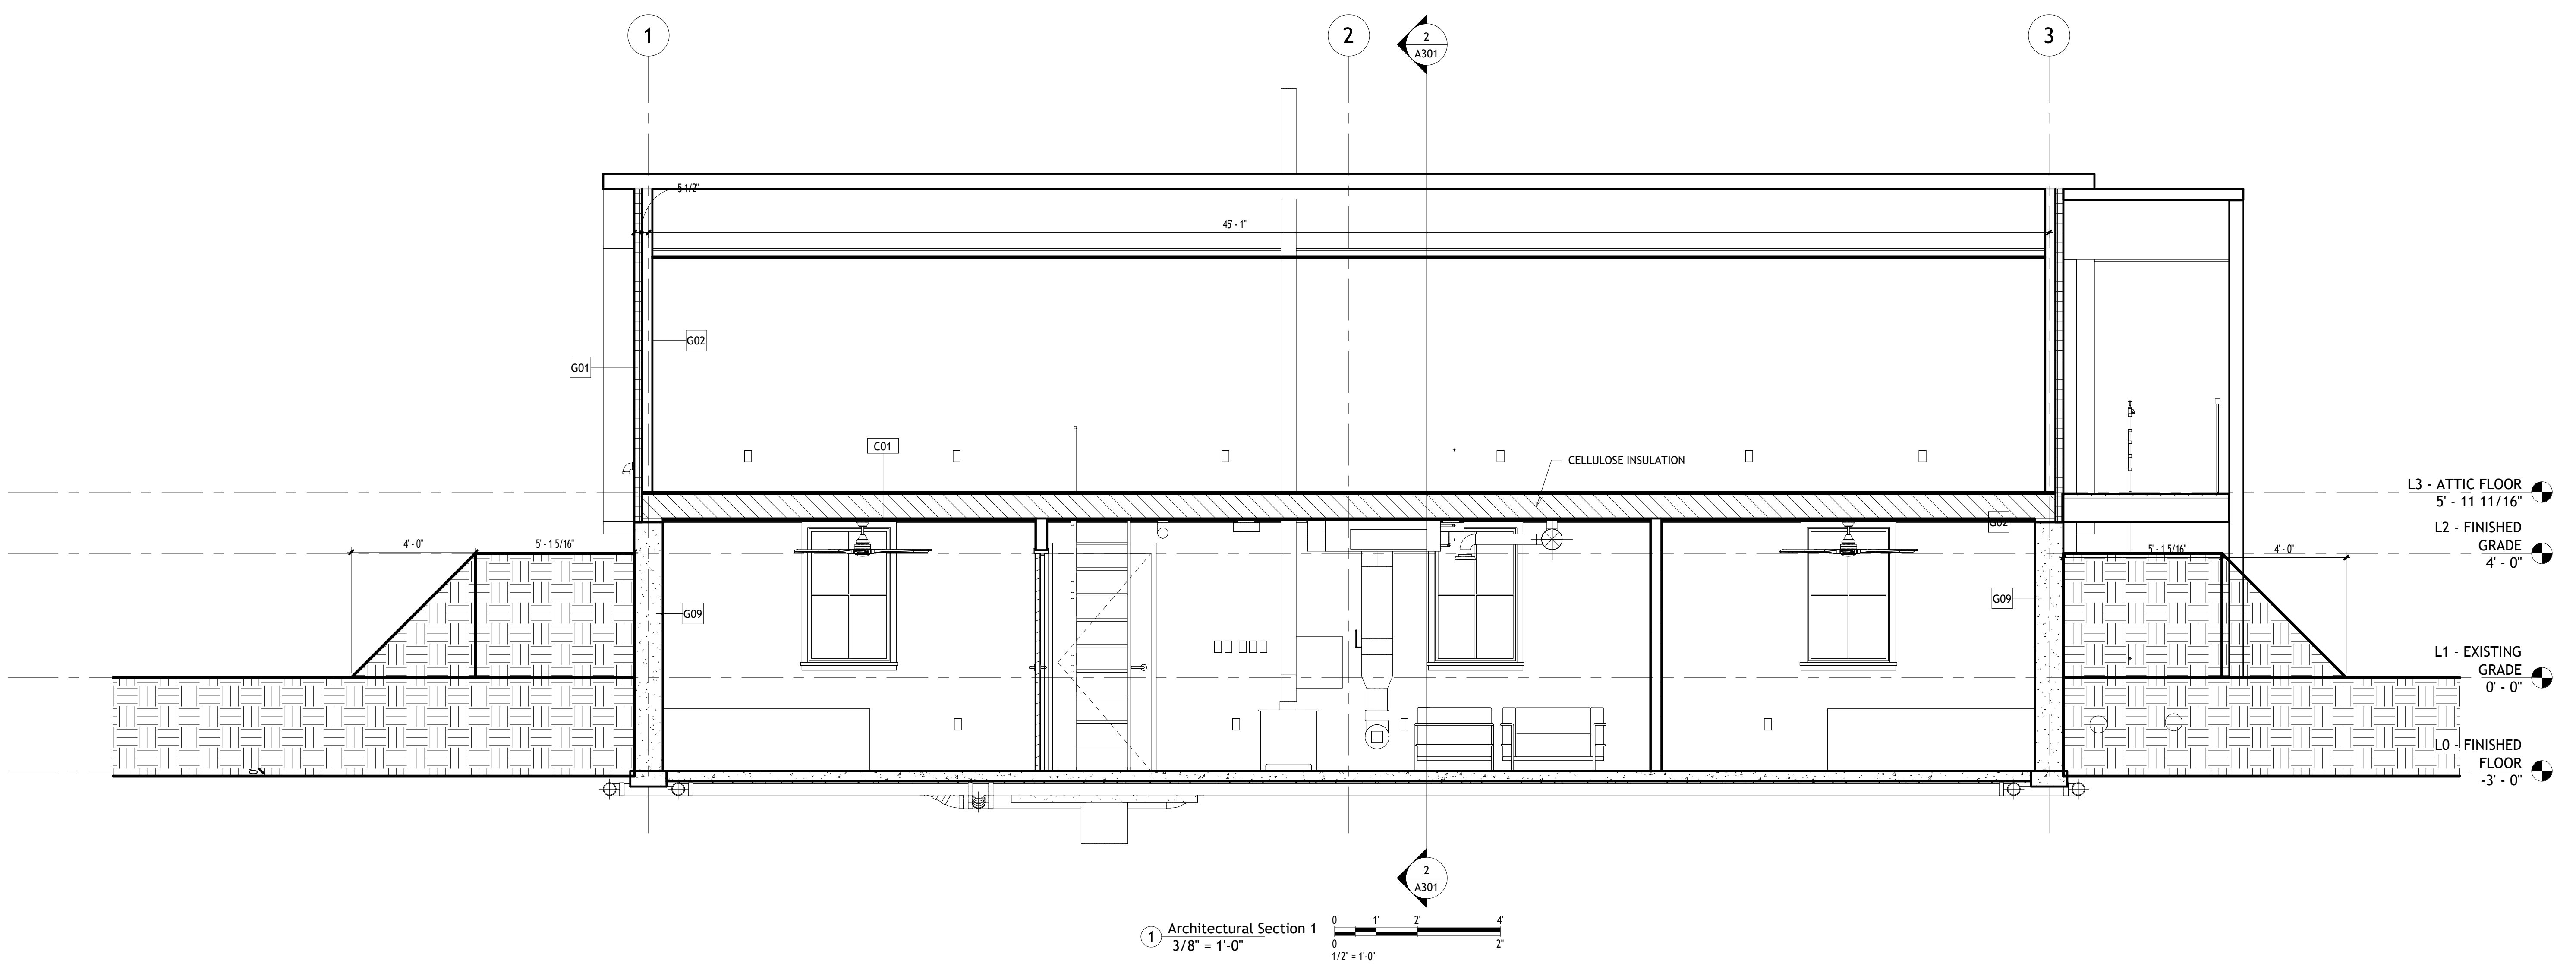 1
2
3
2
A301
5 1/2"
45' - 1"
G02
G01
C01
CELLULOSE INSULATION
L3 - ATTIC FLOOR
5' - 11 11/16"
G02
L2 - FINISHED
GRADE
4' - 0"
4' - 0"
5' - 1 5/16"
5' - 1 5/16"
4' - 0"
G09
G09
L1 - EXISTING
GRADE
0' - 0"
L0 - FINISHED
FLOOR
-3' - 0"
2
A301
1
Architectural Section 1
3/8" = 1'-0"
0 1' 2' 4'
0 2"
1/2" = 1'-0"